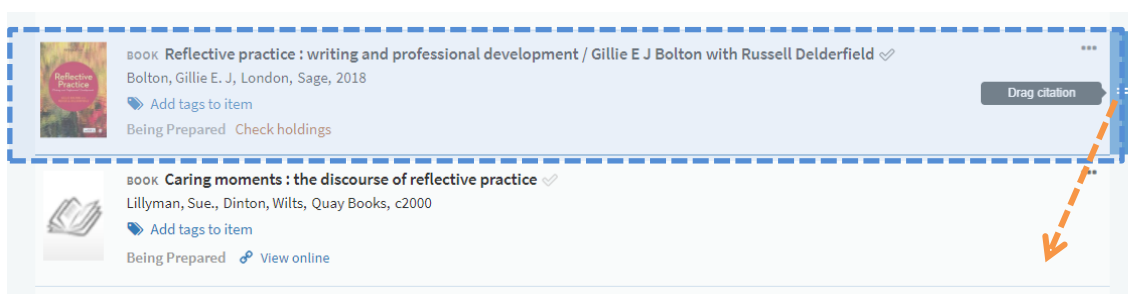 BOOK Reflective practice : writing and professional development / Gillie E J Bolton with Russell Delderfield
Bolton, Gillie E. J, London, Sage, 2018
Add tags to item
Drag citation
Being Prepared Check holdings
Reflective
Practice
BOOK Caring moments : the discourse of reflective practice
Lillyman, Sue., Dinton, Wilts, Quay Books, c2000
Add tags to item
Being Prepared View online